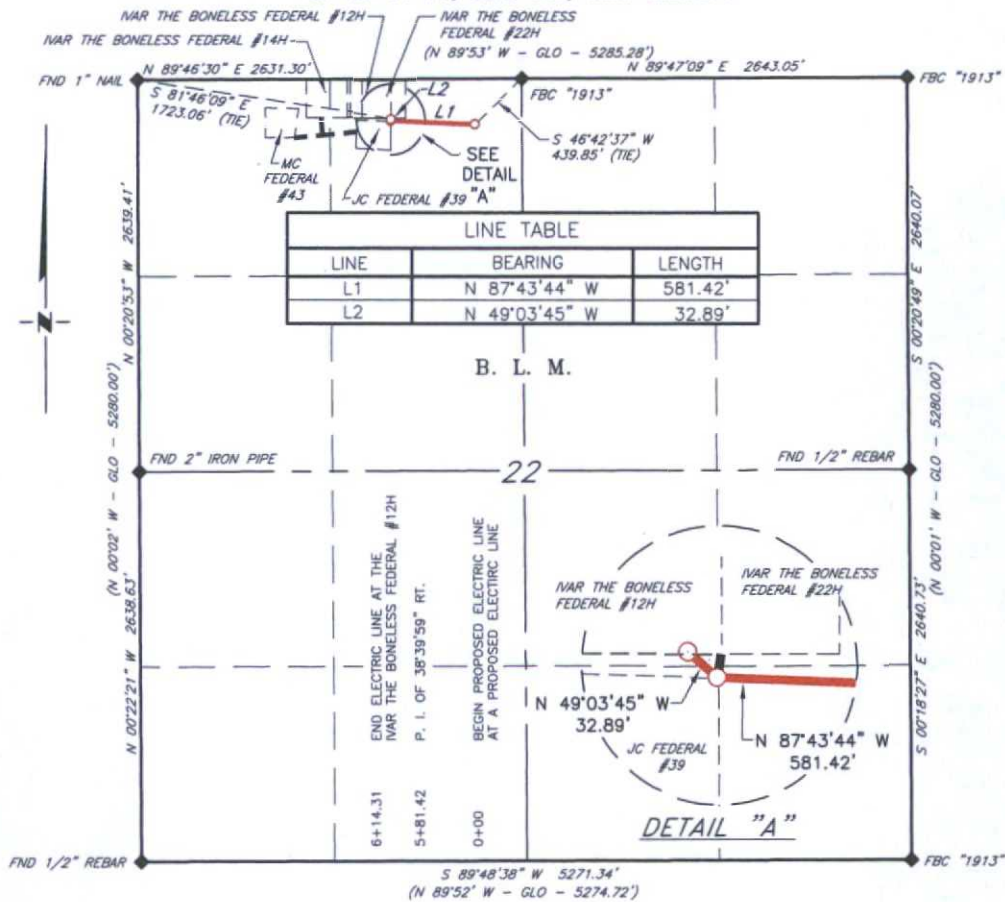 IVAR THE BONELESS FEDERAL #12H
IVAR THE BONELESS
FEDERAL #22H
IVAR THE BONELESS FEDERAL #14H
(N 89°53' W - GLO - 5285.28')
FND 1" NAIL
N 89°46'30" E 2631.30'
N 89°47'09" E 2643.05'
FBC "1913"
FBC "1913"
S 81°46'09" E
1723.06' (TIE)
L2
L1
S 46°42'37" W
439.85' (TIE)
MC
FEDERAL
#43
JC FEDERAL #39
SEE
DETAIL
"A"
LINE TABLE
LINE BEARING LENGTH
L1 N 87°43'44" W 581.42'
L2 N 49°03'45" W 32.89'
N
N 00°20'53" W 2639.41'
S 00°20'49" E 2640.07'
B. L. M.
(N 00°02' W - GLO - 5280.00')
(N 00°01' W - GLO - 5280.00')
FND 2" IRON PIPE
22
FND 1/2" REBAR
N 00°22'21" W 2638.63'
S 00°18'27" E 2640.73'
6+14.31 END ELECTRIC LINE AT THE
IVAR THE BONELESS FEDERAL #12H
5+81.42 P. I. OF 38°39'59" RT.
0+00 BEGIN PROPOSED ELECTRIC LINE
AT A PROPOSED ELECTIRC LINE
IVAR THE BONELESS
FEDERAL #12H
IVAR THE BONELESS
FEDERAL #22H
N 49°03'45" W
32.89'
JC FEDERAL
#39
N 87°43'44" W
581.42'
DETAIL "A"
FND 1/2" REBAR
FBC "1913"
S 89°48'38" W 5271.34'
(N 89°52' W - GLO - 5274.72')